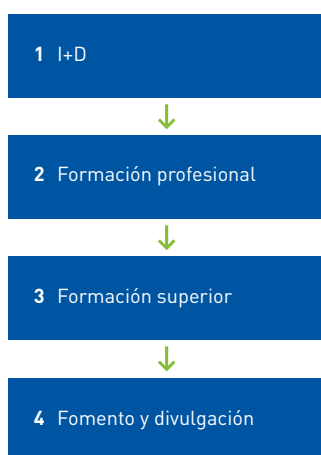 1 I+D
2 Formación profesional
3 Formación superior
4 Fomento y divulgación